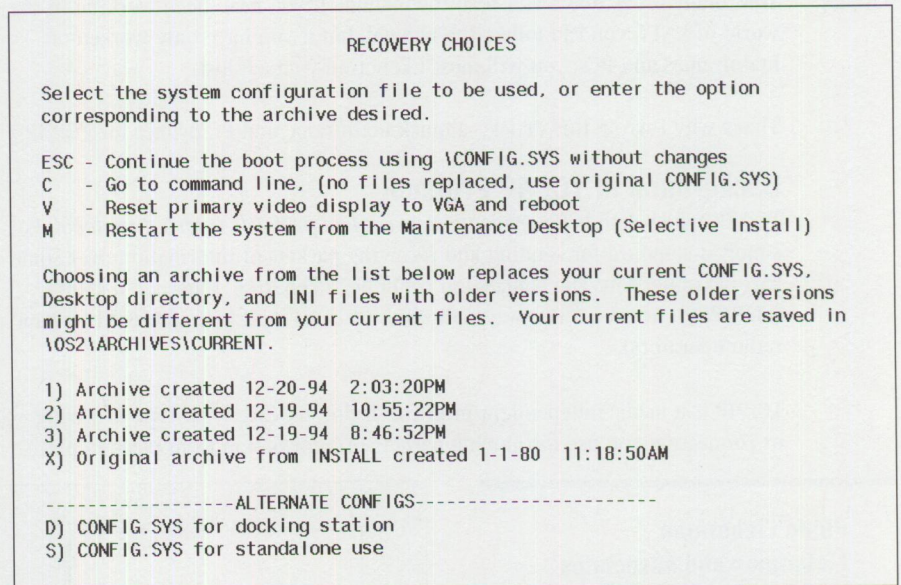 RECOVERY CHOICES
Select the system configuration file to be used, or enter the option
corresponding to the archive desired.
ESC - Continue the boot process using \CONFIG.SYS without changes
C - Go to command line, (no files replaced, use original CONFIG.SYS)
V - Reset primary video display to VGA and reboot
M - Restart the system from the Maintenance Desktop (Selective Install)
Choosing an archive from the list below replaces your current CONFIG.SYS,
Desktop directory, and INI files with older versions. These older versions
might be different from your current files. Your current files are saved in
\OS2\ARCHIVES\CURRENT.
1) Archive created 12-20-94 2:03:20PM
2) Archive created 12-19-94 10:55:22PM
3) Archive created 12-19-94 8:46:52PM
X) Original archive from INSTALL created 1-1-80 11:18:50AM
------------------ALTERNATE CONFIGS-----------------------
D) CONFIG.SYS for docking station
S) CONFIG.SYS for standalone use